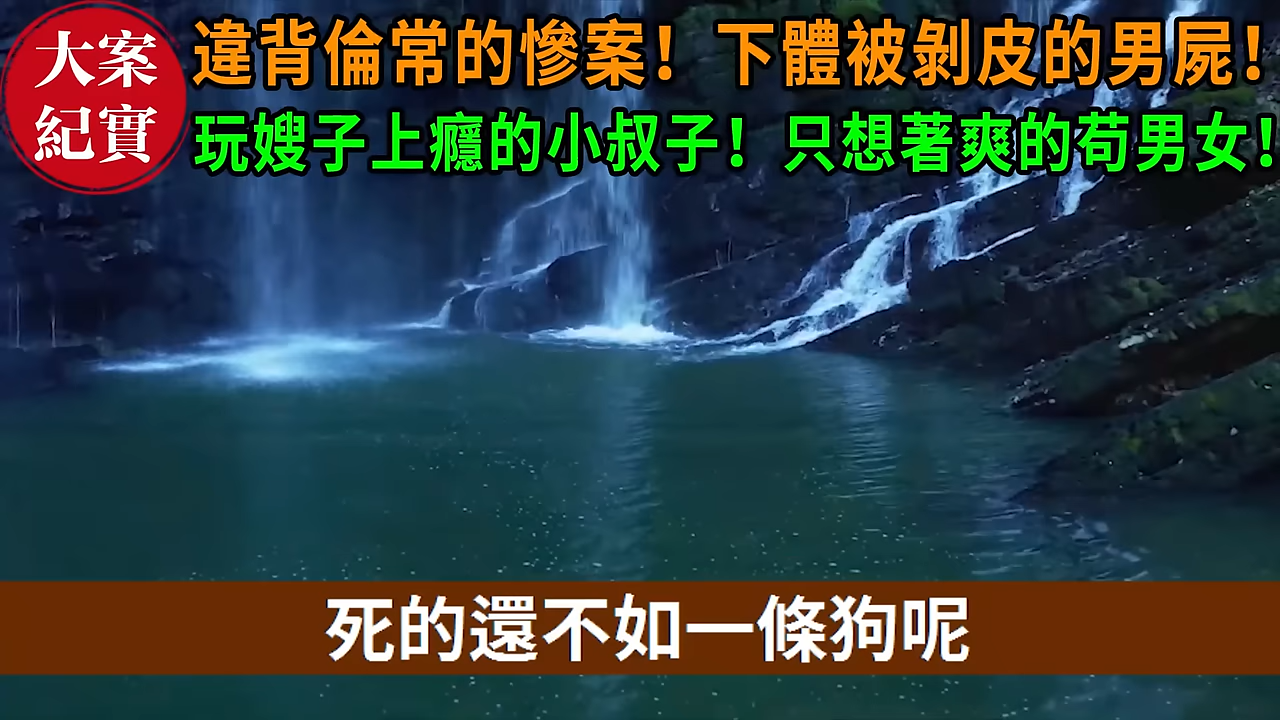 大案
紀實
違背倫常的慘案！下體被剝皮的男屍！
玩嫂子上癮的小叔子！只想著爽的苟男女！
死的還不如一條狗呢